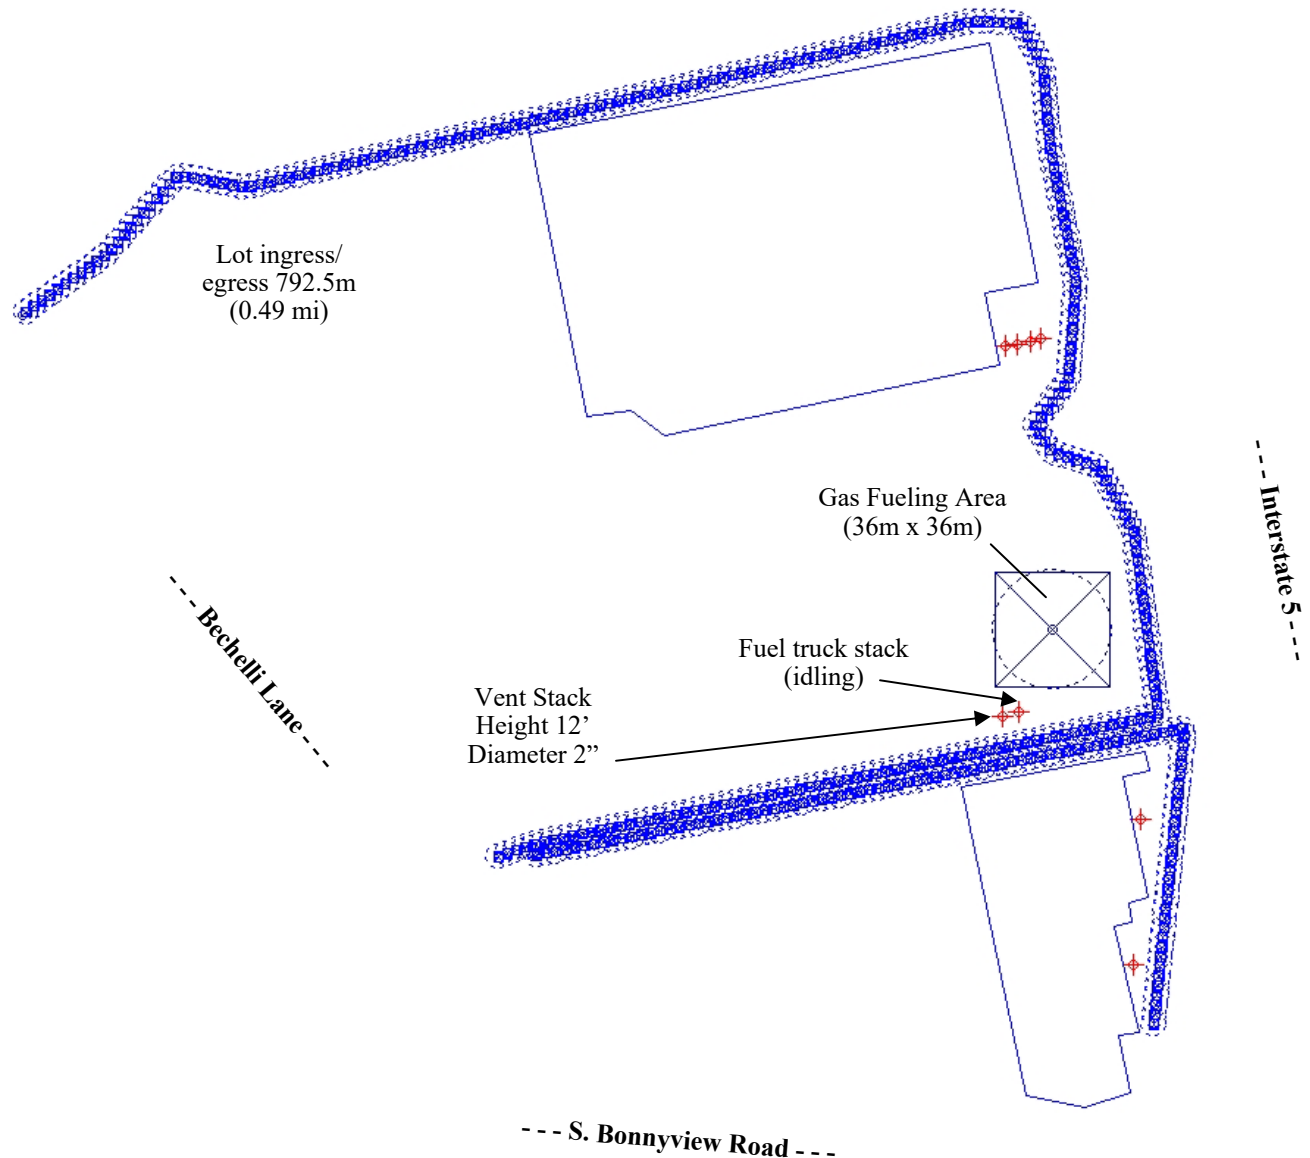 Lot ingress/
egress 792.5m
(0.49 mi)
Gas Fueling Area
(36m x 36m)
- - - Interstate 5 - - -
- - - Bechelli Lane - - -
Fuel truck stack
(idling)
Vent Stack
Height 12’
Diameter 2”
- - - S. Bonnyview Road - - -